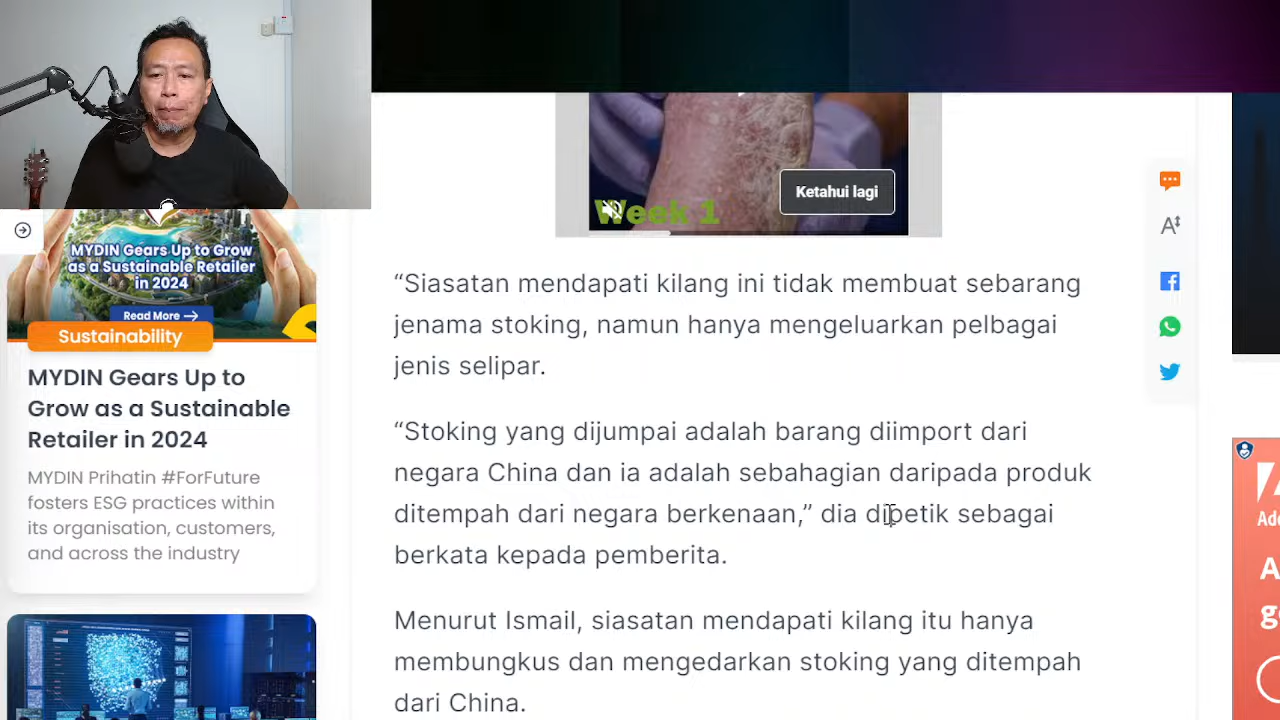 Week 1
Ketahui lagi
MYDIN Gears Up to Grow
as a Sustainable Retailer
in 2024
Read More →
Sustainability
MYDIN Gears Up to
Grow as a Sustainable
Retailer in 2024
MYDIN Prihatin #ForFuture
fosters ESG practices within
its organisation, customers,
and across the industry
“Siasatan mendapati kilang ini tidak membuat sebarang
jenama stoking, namun hanya mengeluarkan pelbagai
jenis selipar.
“Stoking yang dijumpai adalah barang diimport dari
negara China dan ia adalah sebahagian daripada produk
ditempah dari negara berkenaan,” dia dipetik sebagai
berkata kepada pemberita.
Menurut Ismail, siasatan mendapati kilang itu hanya
membungkus dan mengedarkan stoking yang ditempah
dari China.
A